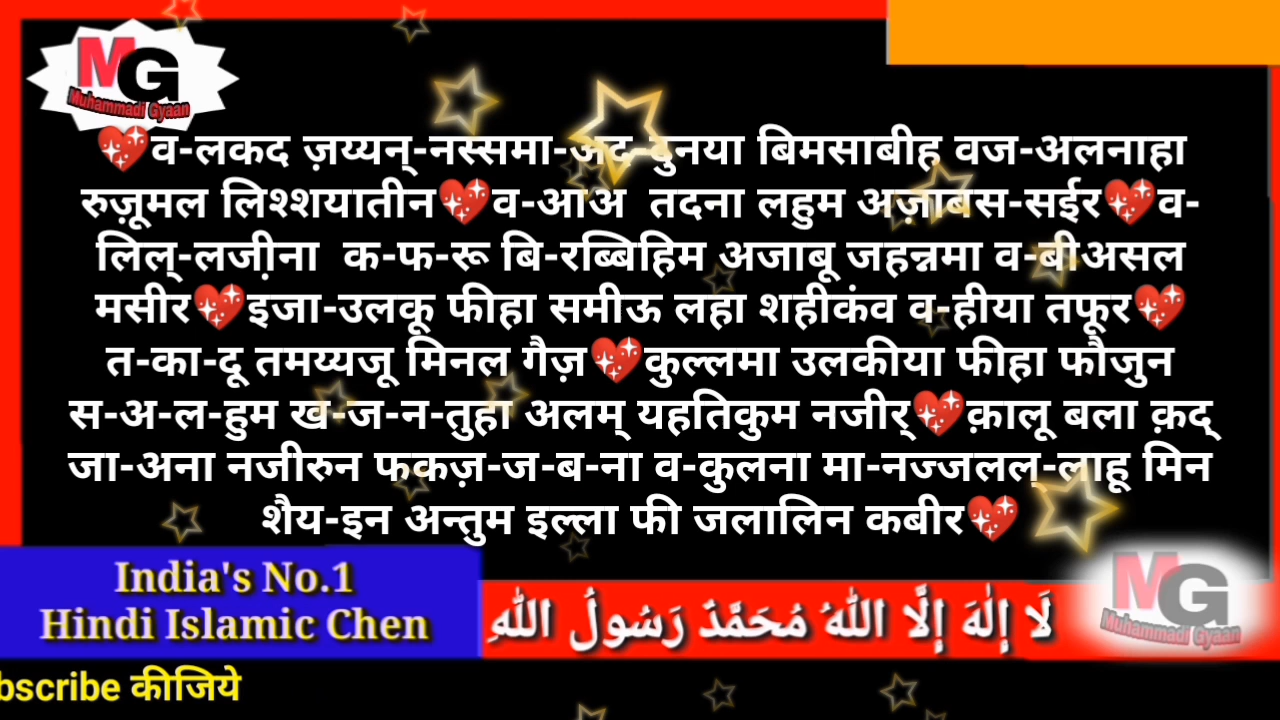 MG
Muhammadi Gyaan
💖व-लकद ज़य्यन्-नस्समा-अद-दुनया बिमसाबीह वज-अलनाहा
रुज़ूमल लिश्शयातीन💖व-आअ तदना लहुम अज़ाबस-सईर💖व-
लिल्-लजी़ना क-फ-रू बि-रब्बिहिम अजाबू जहन्नमा व-बीअसल
मसीर💖इजा-उलकू फीहा समीऊ लहा शहीकंव व-हीया तफूर💖
त-का-दू तमय्यजू मिनल गैज़💖कुल्लमा उलकीया फीहा फौजुन
स-अ-ल-हुम ख-ज-न-तुहा अलम् यहतिकुम नजीर्💖क़ालू बला क़द्
जा-अना नजीरुन फकज़-ज-ब-ना व-कुलना मा-नज्जलल्-लाहू मिन
शैय-इन अन्तुम इल्ला फी जलालिन कबीर💖
India's No.1
Hindi Islamic Chen
لَا إِلٰهَ إِلَّا اللهُ مُحَمَّدٌ رَسُولُ اللهِ
MG
Muhammadi Gyaan
bscribe कीजिये